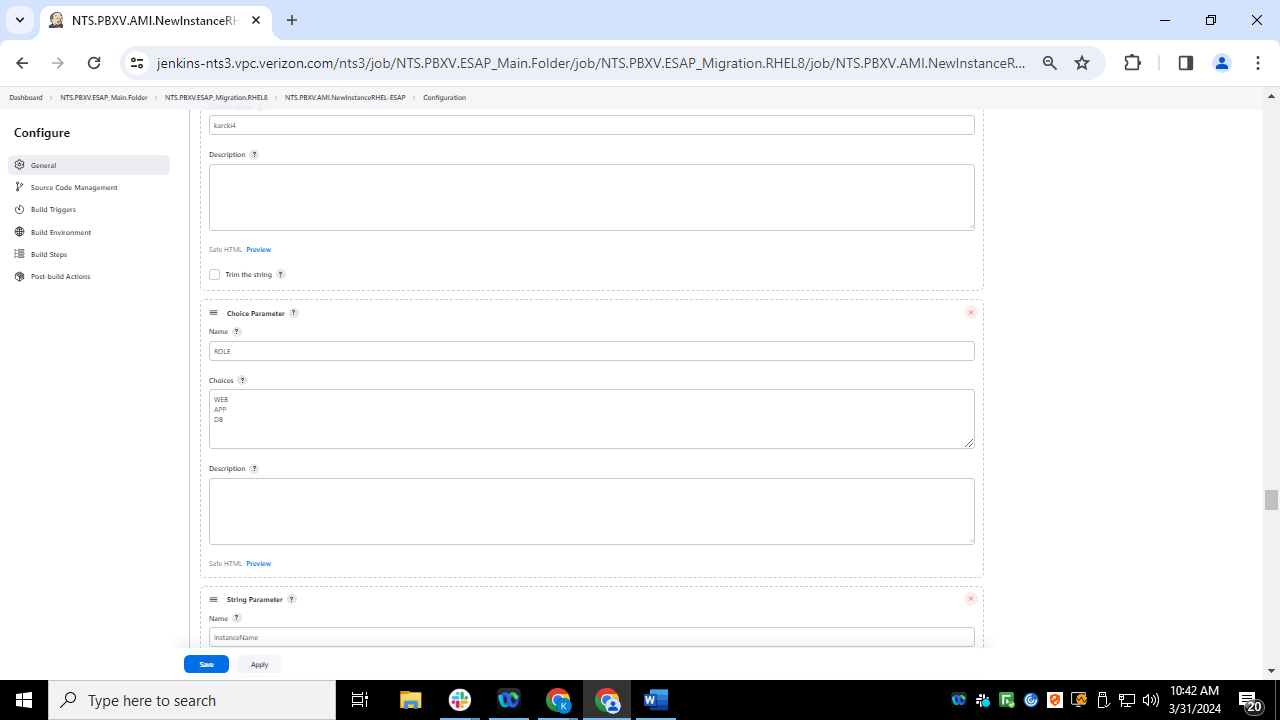 NTS.PBXV.AMI.NewInstanceRH
jenkins-nts3.vpc.verizon.com/nts3/job/NTS.PBXV.ESAP_Main.Folder/job/NTS.PBXV.ESAP_Migration.RHEL8/job/NTS.PBXV.AMI.NewInstanceR...
Dashboard > NTS.PBXV.ESAP_Main.Folder > NTS.PBXV.ESAP_Migration.RHEL8 > NTS.PBXV.AMI.NewInstanceRHEL-ESAP > Configuration
Configure
General
Source Code Management
Build Triggers
Build Environment
Build Steps
Post-build Actions
karcki4
Description ?
Safe HTML Preview
Trim the string ?
Choice Parameter ?
Name ?
ROLE
Choices ?
WEB
APP
DB
Description ?
Safe HTML Preview
String Parameter ?
Name ?
InstanceName
Save Apply
Type here to search
10:42 AM
3/31/2024
20